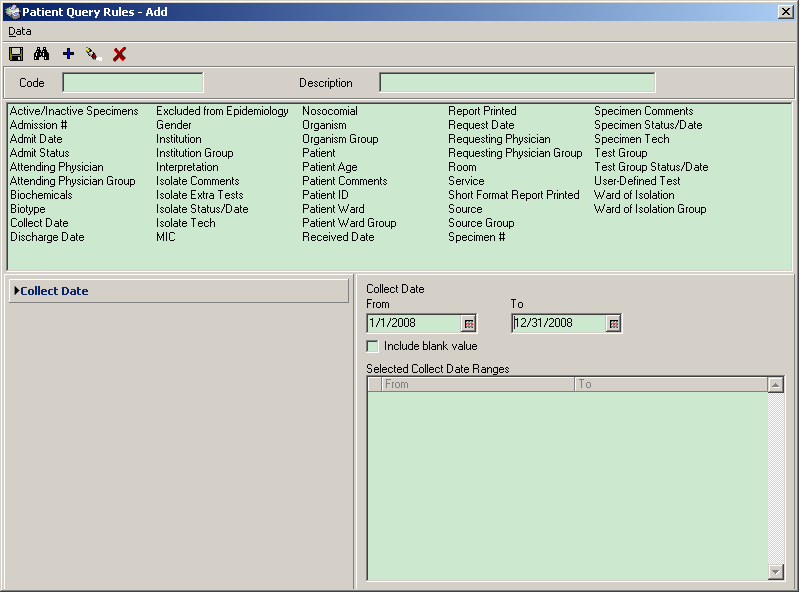 Patient Query Rules - Add
Data
Code
Description
Active/Inactive Specimens
Admission #
Admit Date
Admit Status
Attending Physician
Attending Physician Group
Biochemicals
Biotype
Collect Date
Discharge Date
Excluded from Epidemiology
Gender
Institution
Institution Group
Interpretation
Isolate Comments
Isolate Extra Tests
Isolate Status/Date
Isolate Tech
MIC
Nosocomial
Organism
Organism Group
Patient
Patient Age
Patient Comments
Patient ID
Patient Ward
Patient Ward Group
Received Date
Report Printed
Request Date
Requesting Physician
Requesting Physician Group
Room
Service
Short Format Report Printed
Source
Source Group
Specimen #
Specimen Comments
Specimen Status/Date
Specimen Tech
Test Group
Test Group Status/Date
User-Defined Test
Ward of Isolation
Ward of Isolation Group
Collect Date
Collect Date
From To
1/1/2008 12/31/2008
Include blank value
Selected Collect Date Ranges
From To